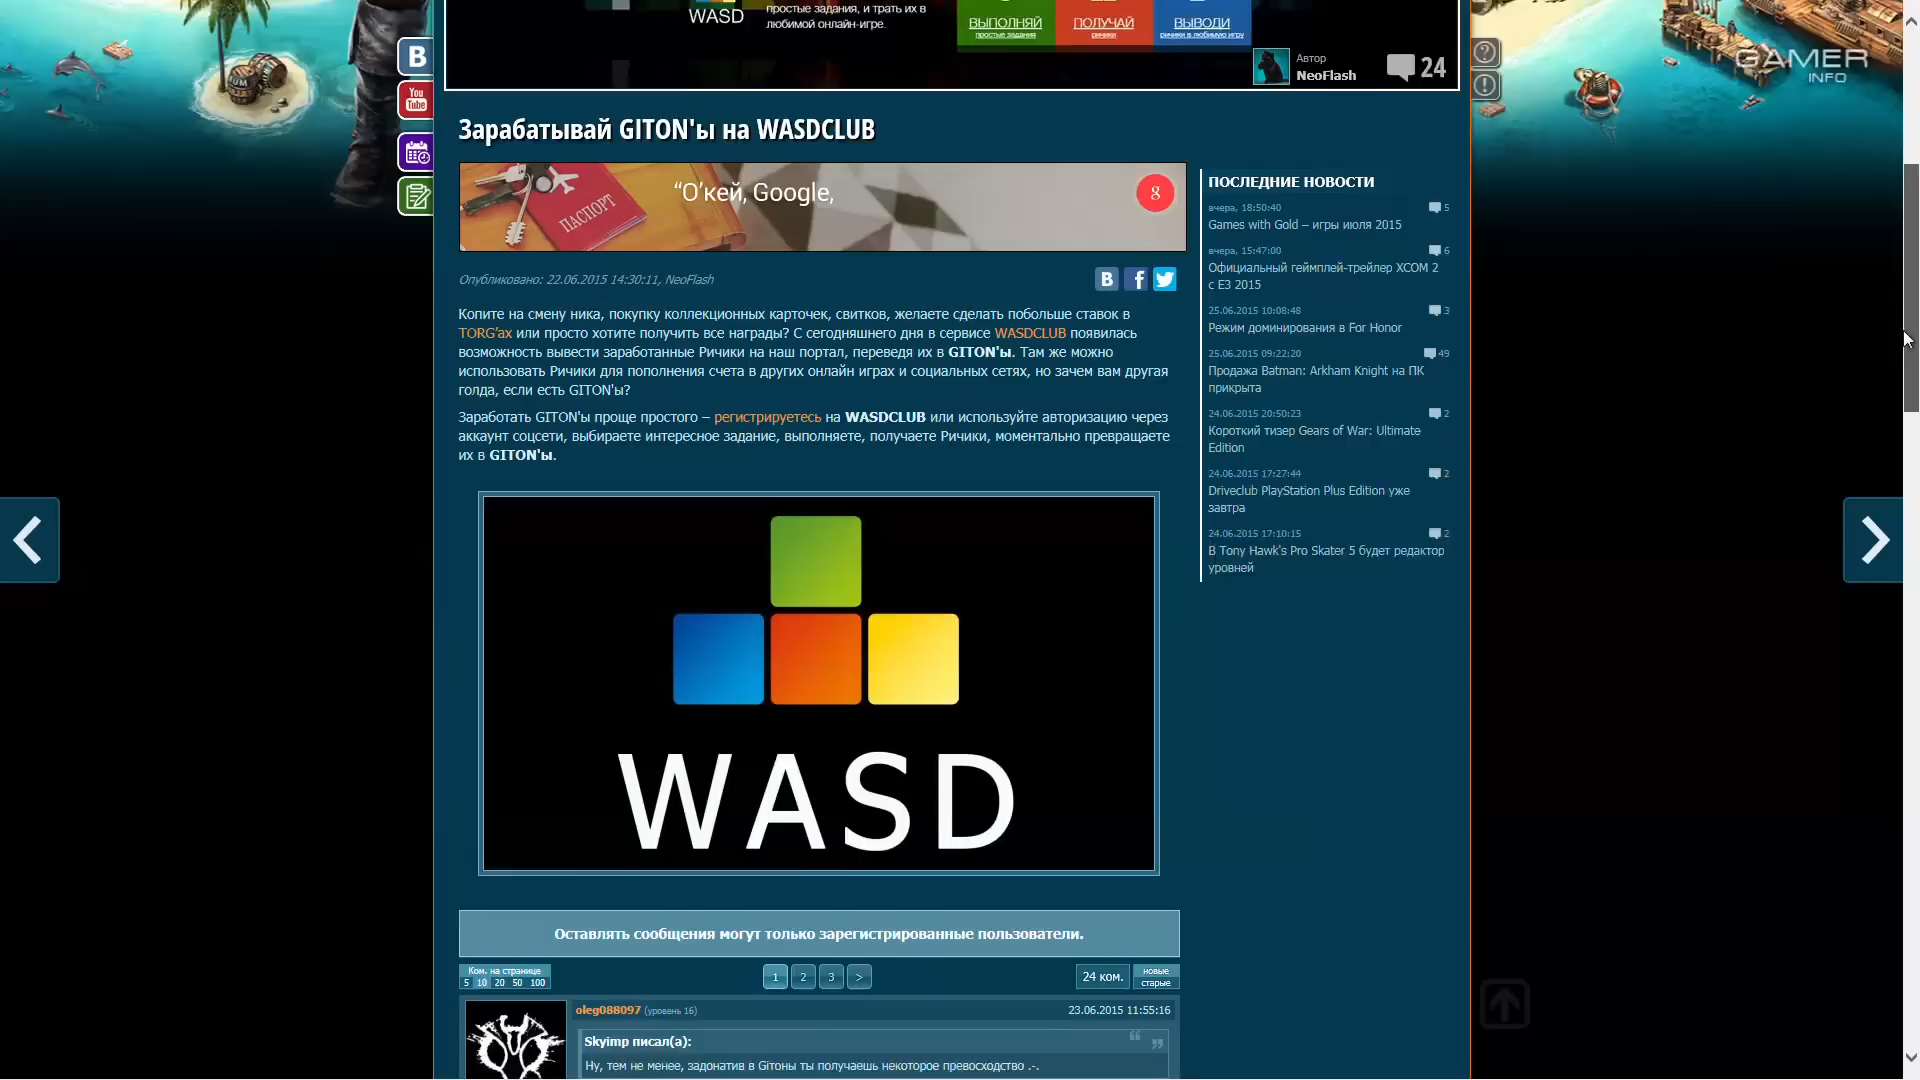 WASD
простые задания, и трать их в
любимой онлайн-игре.
ВЫПОЛНЯЙ
простые задания
ПОЛУЧАЙ
ричики
ВЫВОДИ
ричики в любимую игру
Автор
NeoFlash
24
B
You
Tube
GAMER
INFO
RUM
Зарабатывай GITON'ы на WASDCLUB
ПАСПОРТ
“О’кей, Google,
g
Опубликовано: 22.06.2015 14:30:11, NeoFlash
B f
Копите на смену ника, покупку коллекционных карточек, свитков, желаете сделать побольше ставок в
TORG'ах или просто хотите получить все награды? С сегодняшнего дня в сервисе WASDCLUB появилась
возможность вывести заработанные Ричики на наш портал, переведя их в GITON'ы. Там же можно
использовать Ричики для пополнения счета в других онлайн играх и социальных сетях, но зачем вам другая
голда, если есть GITON'ы?
Заработать GITON'ы проще простого – регистрируетесь на WASDCLUB или используйте авторизацию через
аккаунт соцсети, выбираете интересное задание, выполняете, получаете Ричики, моментально превращаете
их в GITON'ы.
WASD
ПОСЛЕДНИЕ НОВОСТИ
вчера, 18:50:40 5
Games with Gold – игры июля 2015
вчера, 15:47:00 6
Официальный геймплей-трейлер XCOM 2
с E3 2015
25.06.2015 10:08:48 3
Режим доминирования в For Honor
25.06.2015 09:22:20 49
Продажа Batman: Arkham Knight на ПК
прикрыта
24.06.2015 20:50:23 2
Короткий тизер Gears of War: Ultimate
Edition
24.06.2015 17:27:44 2
Driveclub PlayStation Plus Edition уже
завтра
24.06.2015 17:10:15 2
В Tony Hawk's Pro Skater 5 будет редактор
уровней
Оставлять сообщения могут только зарегистрированные пользователи.
Ком. на странице
5 10 20 50 100
1 2 3 >
24 ком.
новые
старые
oleg088097 (уровень 16) 23.06.2015 11:55:16
Skyimp писал(а):
Ну, тем не менее, задонатив в Gitoны ты получаешь некоторое превосходство .-.